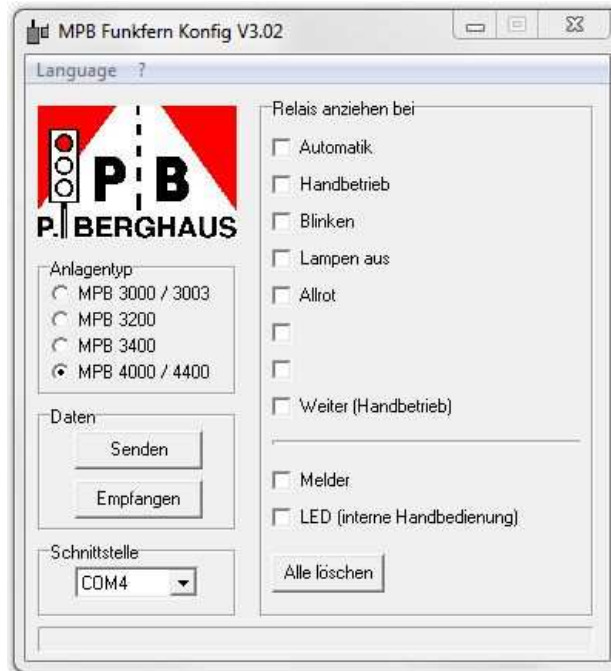 MPB Funkfern Konfig V3.02
Language ?
P B
P. BERGHAUS
Anlagentyp
MPB 3000 / 3003
MPB 3200
MPB 3400
MPB 4000 / 4400
Daten
Senden
Empfangen
Schnittstelle
COM4
Relais anziehen bei
Automatik
Handbetrieb
Blinken
Lampen aus
Allrot
Weiter (Handbetrieb)
Melder
LED (interne Handbedienung)
Alle löschen